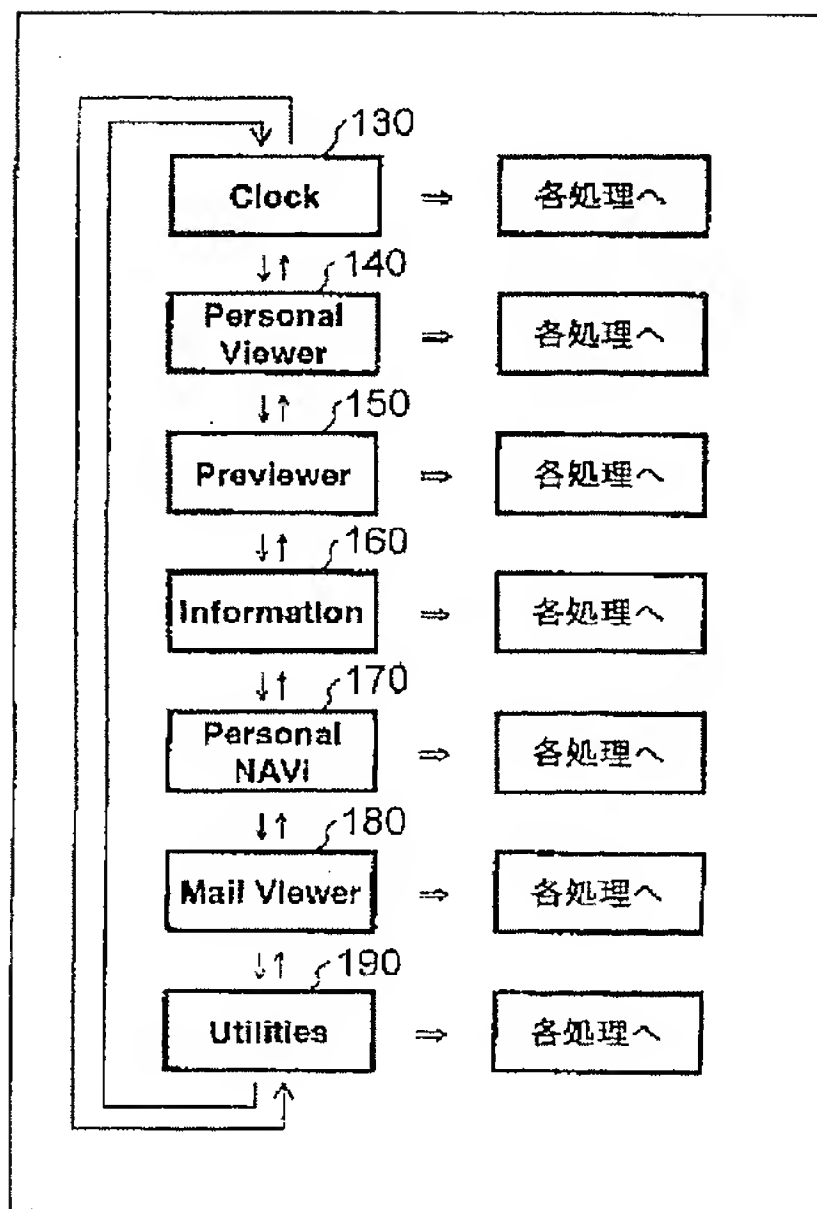 130
Clock ⇒ 各処理へ
↓↑ 140
Personal
Viewer ⇒ 各処理へ
↓↑ 150
Previewer ⇒ 各処理へ
↓↑ 160
Information ⇒ 各処理へ
↓↑ 170
Personal
NAVi ⇒ 各処理へ
↓↑ 180
Mail Viewer ⇒ 各処理へ
↓↑ 190
Utilities ⇒ 各処理へ